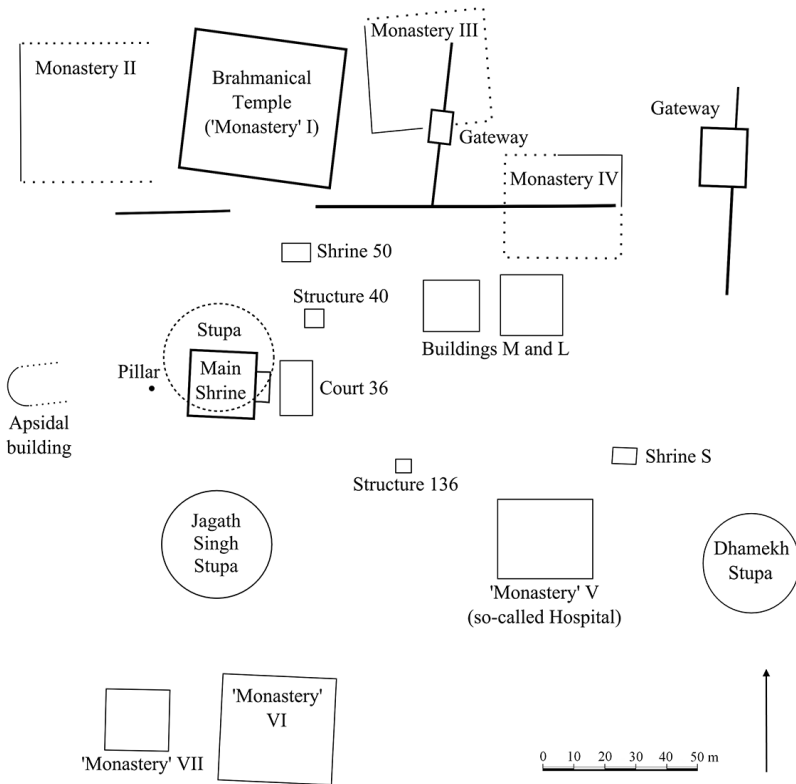 Monastery III
Monastery II
Brahmanical
Temple
('Monastery' I)
Gateway
Gateway
Monastery IV
Shrine 50
Structure 40
Stupa
Buildings M and L
Pillar
Main
Shrine
Court 36
Apsidal
building
Shrine S
Structure 136
Jagath
Singh
Stupa
Dhamekh
Stupa
'Monastery' V
(so-called Hospital)
'Monastery'
VI
'Monastery' VII
0 10 20 30 40 50 m